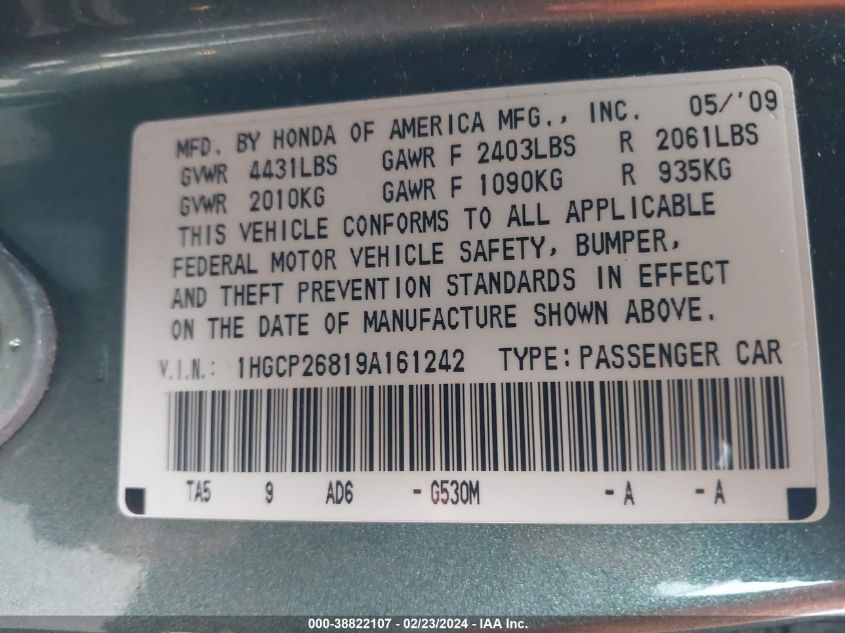 MFD. BY HONDA OF AMERICA MFG., INC. 05/'09
GVWR 4431LBS GAWR F 2403LBS R 2061LBS
GVWR 2010KG GAWR F 1090KG R 935KG
THIS VEHICLE CONFORMS TO ALL APPLICABLE
FEDERAL MOTOR VEHICLE SAFETY, BUMPER,
AND THEFT PREVENTION STANDARDS IN EFFECT
ON THE DATE OF MANUFACTURE SHOWN ABOVE.
V.I.N.: 1HGCP26819A161242 TYPE: PASSENGER CAR
TA5 9 AD6 - G530M - A - A
000-38822107 - 02/23/2024 - IAA Inc.